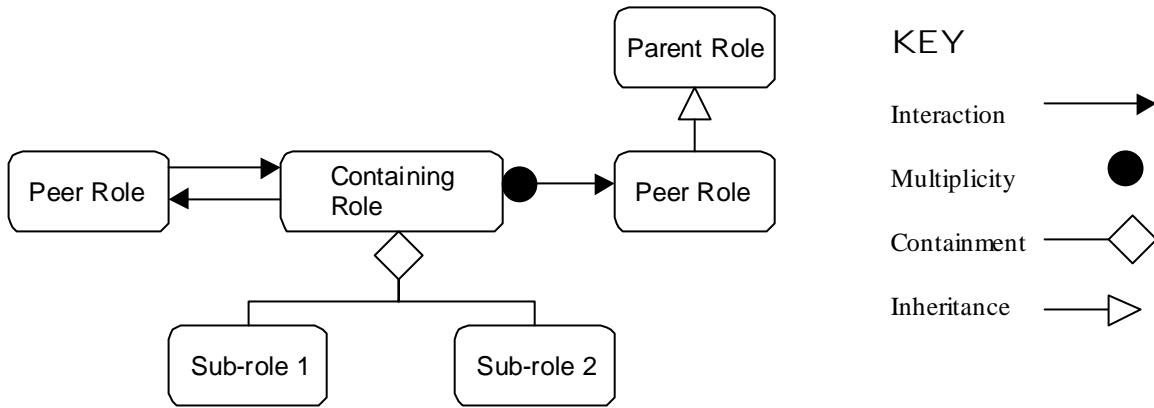 Parent Role
Peer Role
Containing
Role
Peer Role
Sub-role 1
Sub-role 2
KEY
Interaction
Multiplicity
Containment
Inheritance